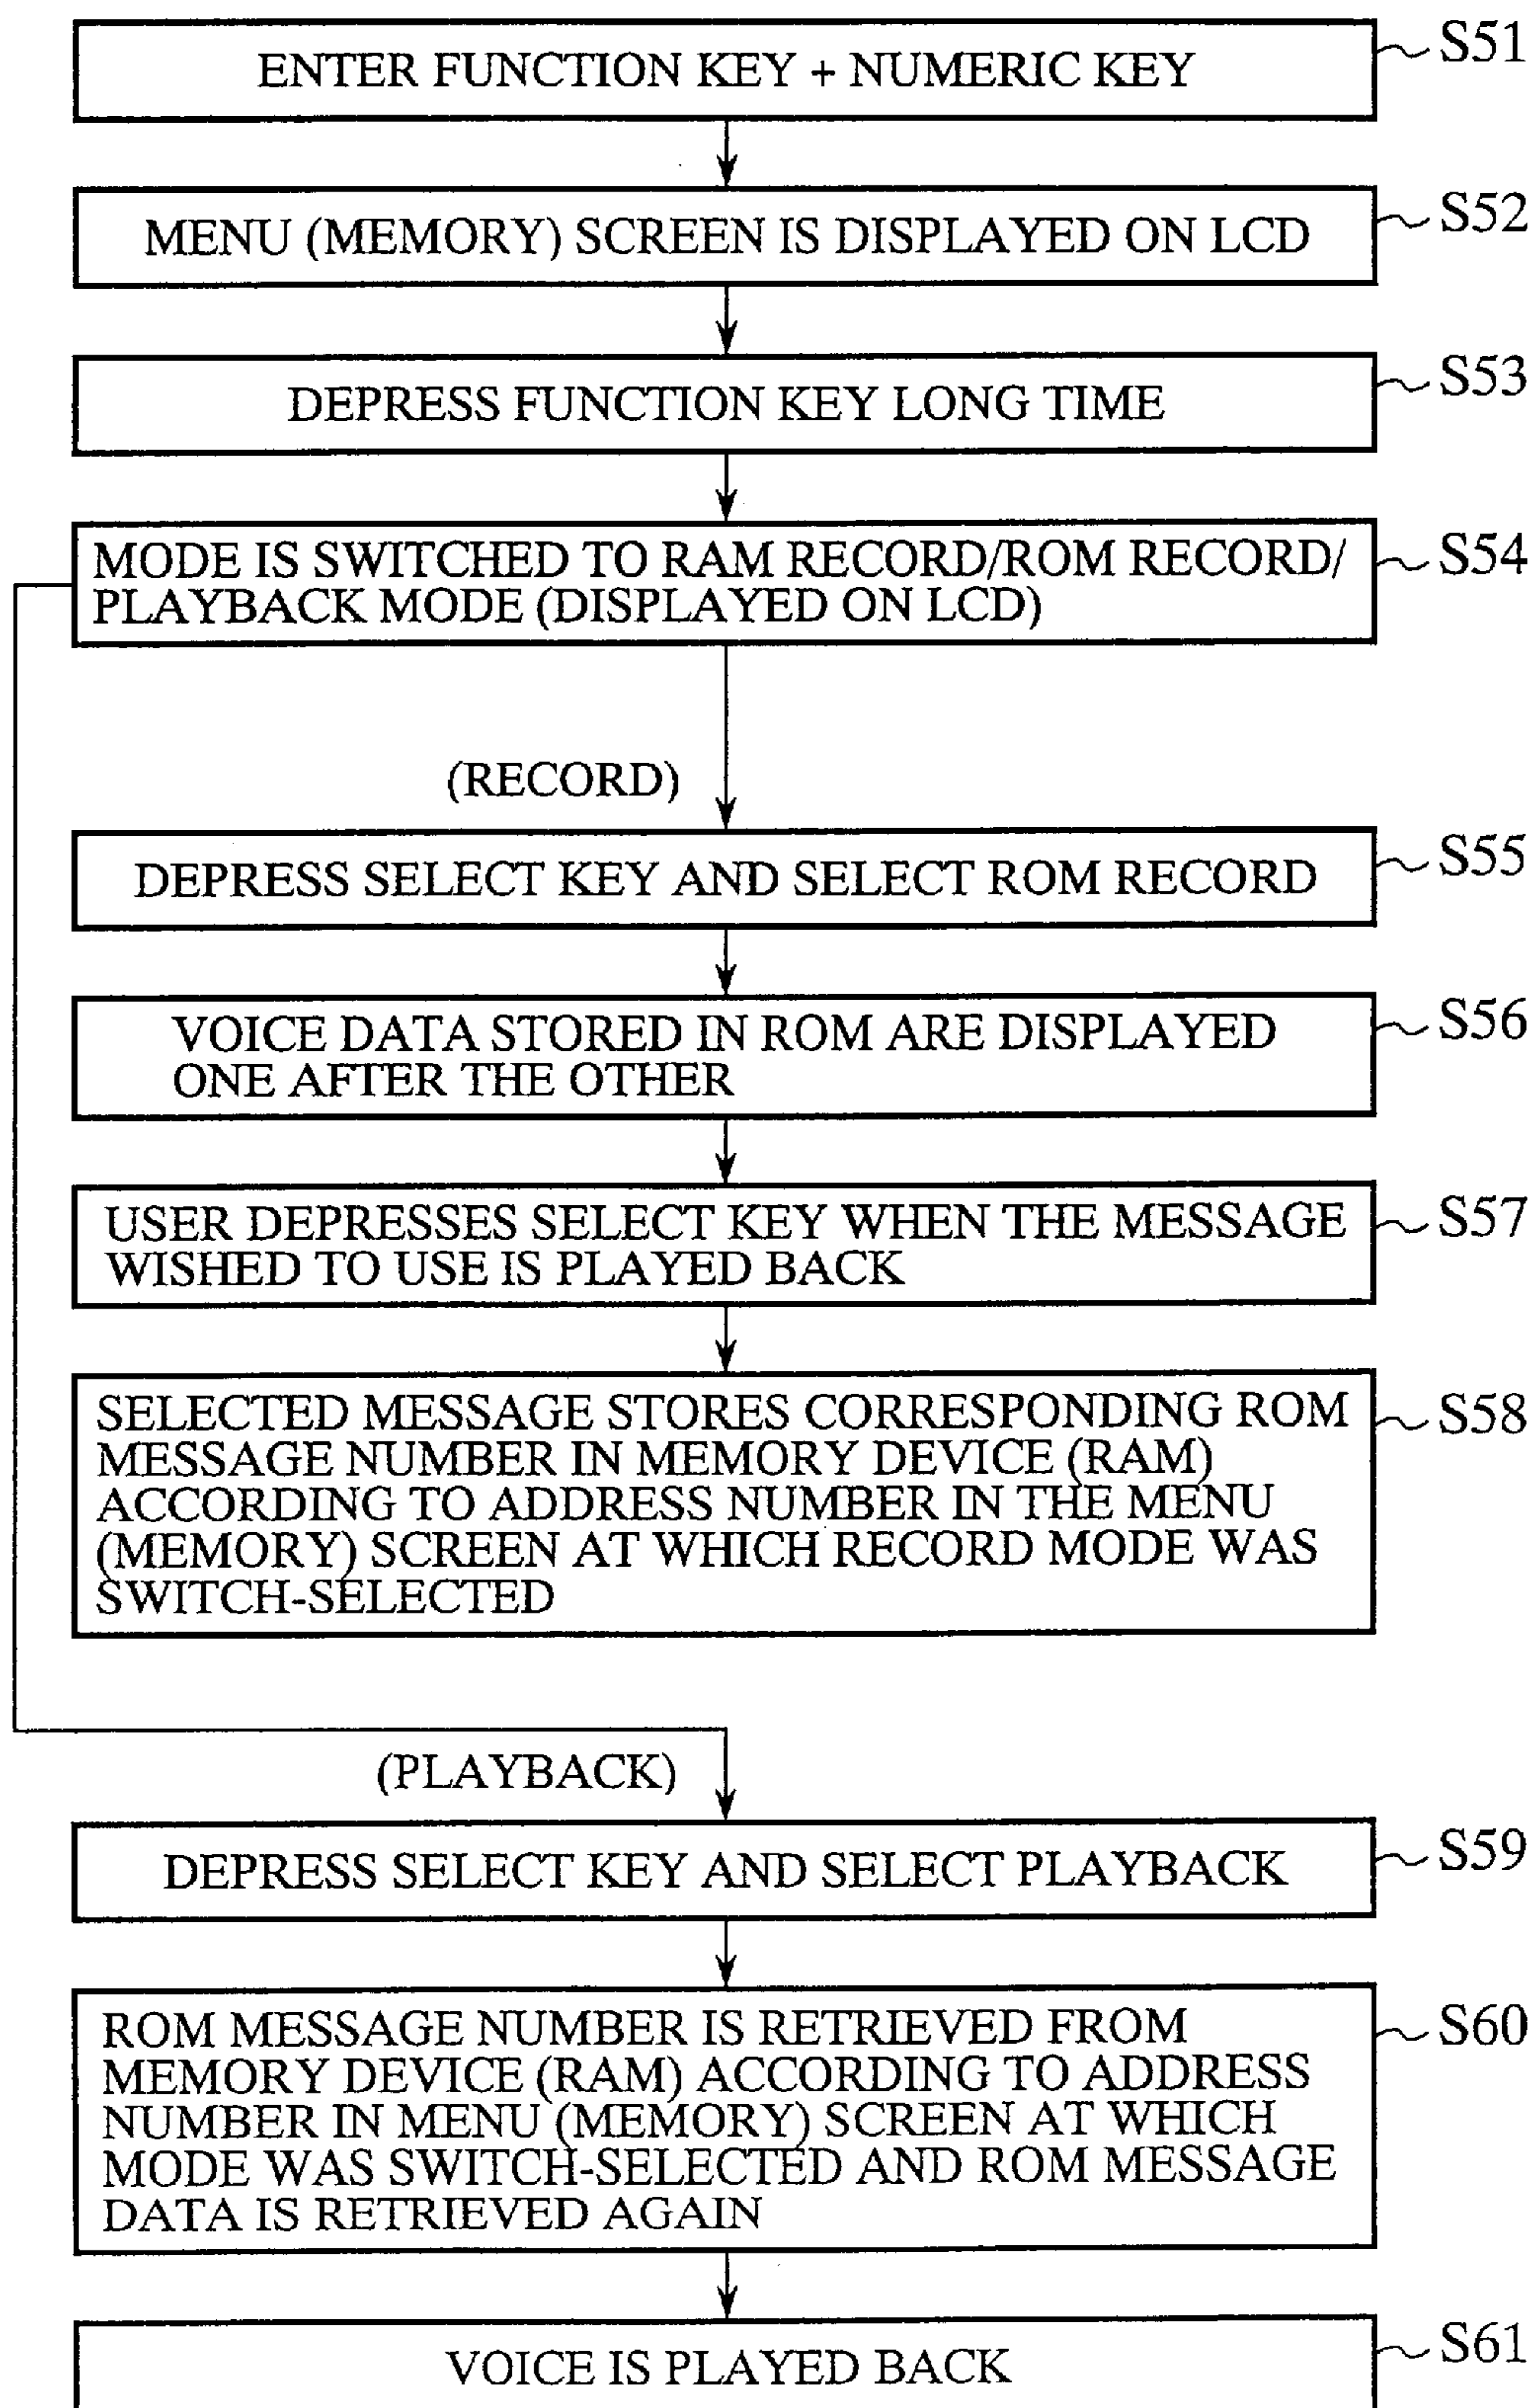 ENTER FUNCTION KEY + NUMERIC KEY
S51
MENU (MEMORY) SCREEN IS DISPLAYED ON LCD
S52
DEPRESS FUNCTION KEY LONG TIME
S53
MODE IS SWITCHED TO RAM RECORD/ROM RECORD/
PLAYBACK MODE (DISPLAYED ON LCD)
S54
(RECORD)
DEPRESS SELECT KEY AND SELECT ROM RECORD
S55
VOICE DATA STORED IN ROM ARE DISPLAYED
ONE AFTER THE OTHER
S56
USER DEPRESSES SELECT KEY WHEN THE MESSAGE
WISHED TO USE IS PLAYED BACK
S57
SELECTED MESSAGE STORES CORRESPONDING ROM
MESSAGE NUMBER IN MEMORY DEVICE (RAM)
ACCORDING TO ADDRESS NUMBER IN THE MENU
(MEMORY) SCREEN AT WHICH RECORD MODE WAS
SWITCH-SELECTED
S58
(PLAYBACK)
DEPRESS SELECT KEY AND SELECT PLAYBACK
S59
ROM MESSAGE NUMBER IS RETRIEVED FROM
MEMORY DEVICE (RAM) ACCORDING TO ADDRESS
NUMBER IN MENU (MEMORY) SCREEN AT WHICH
MODE WAS SWITCH-SELECTED AND ROM MESSAGE
DATA IS RETRIEVED AGAIN
S60
VOICE IS PLAYED BACK
S61